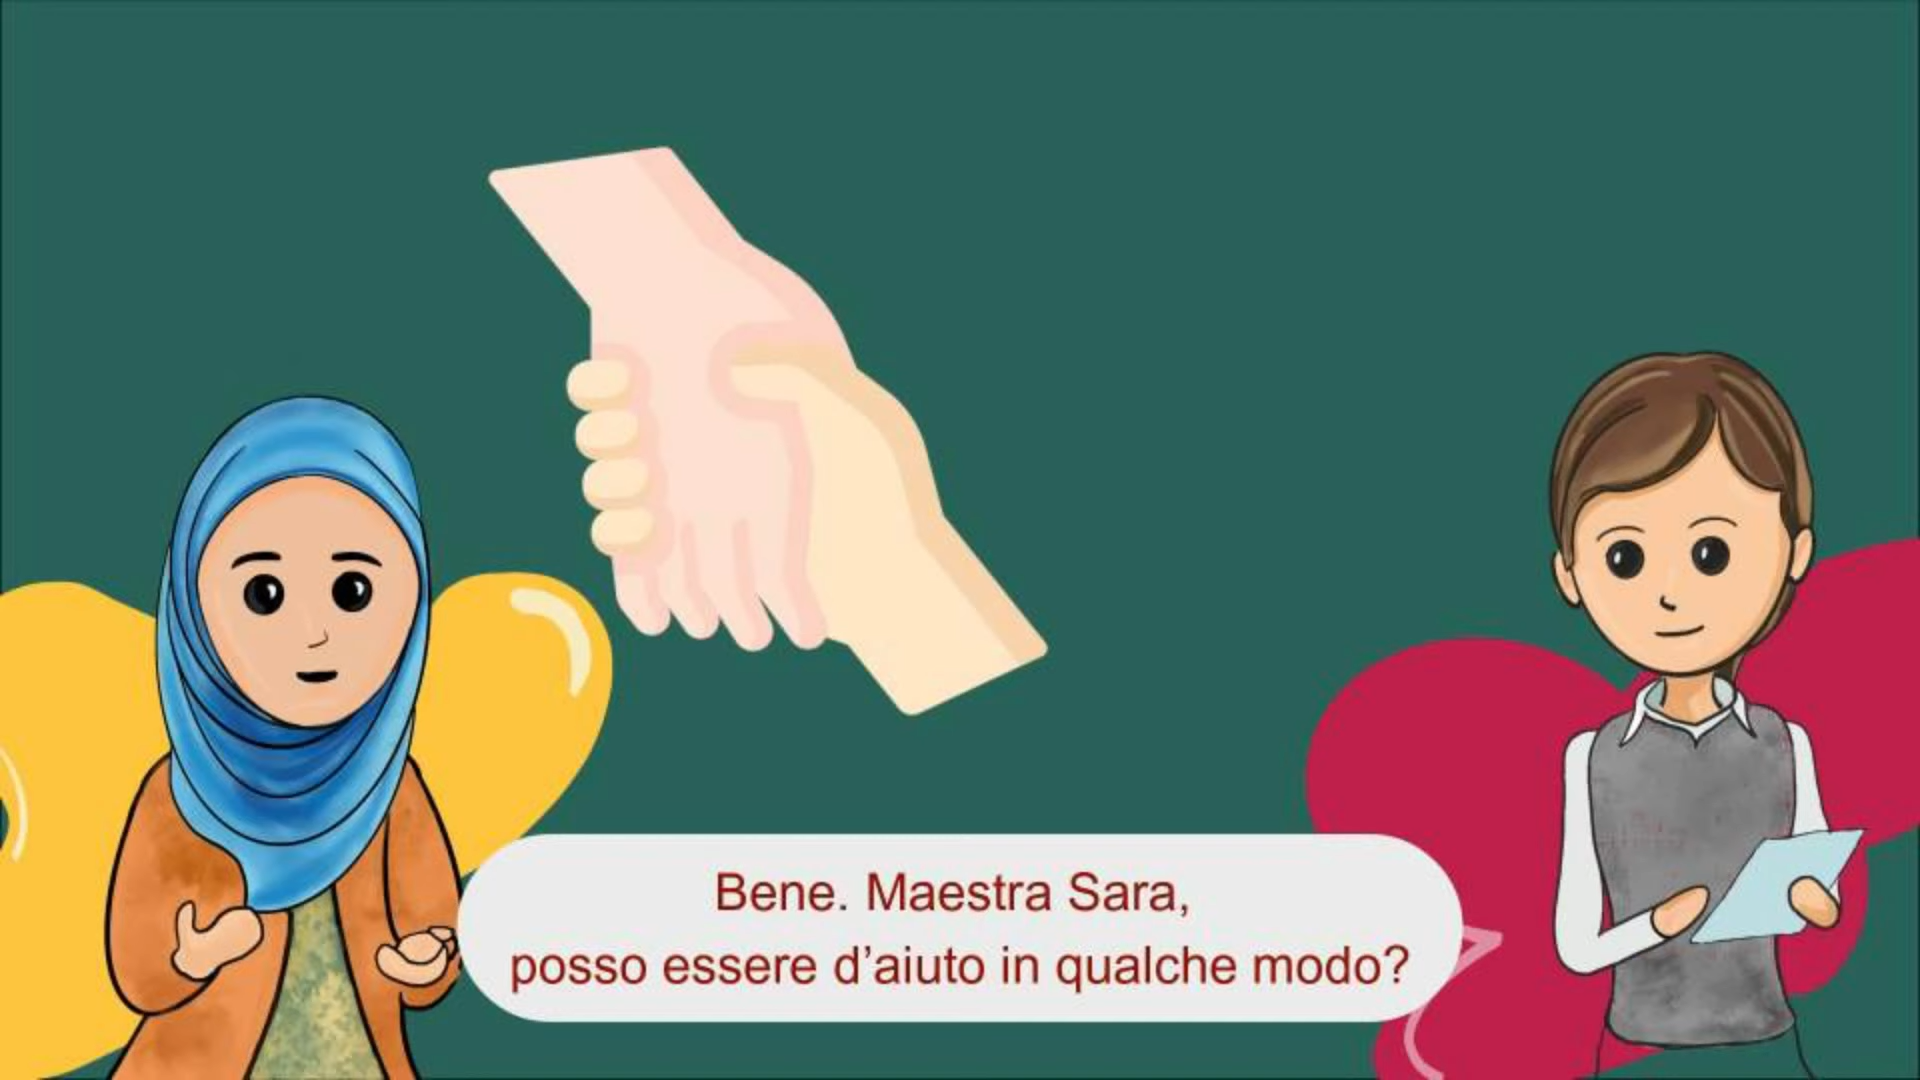 Bene. Maestra Sara,
posso essere d’aiuto in qualche modo?